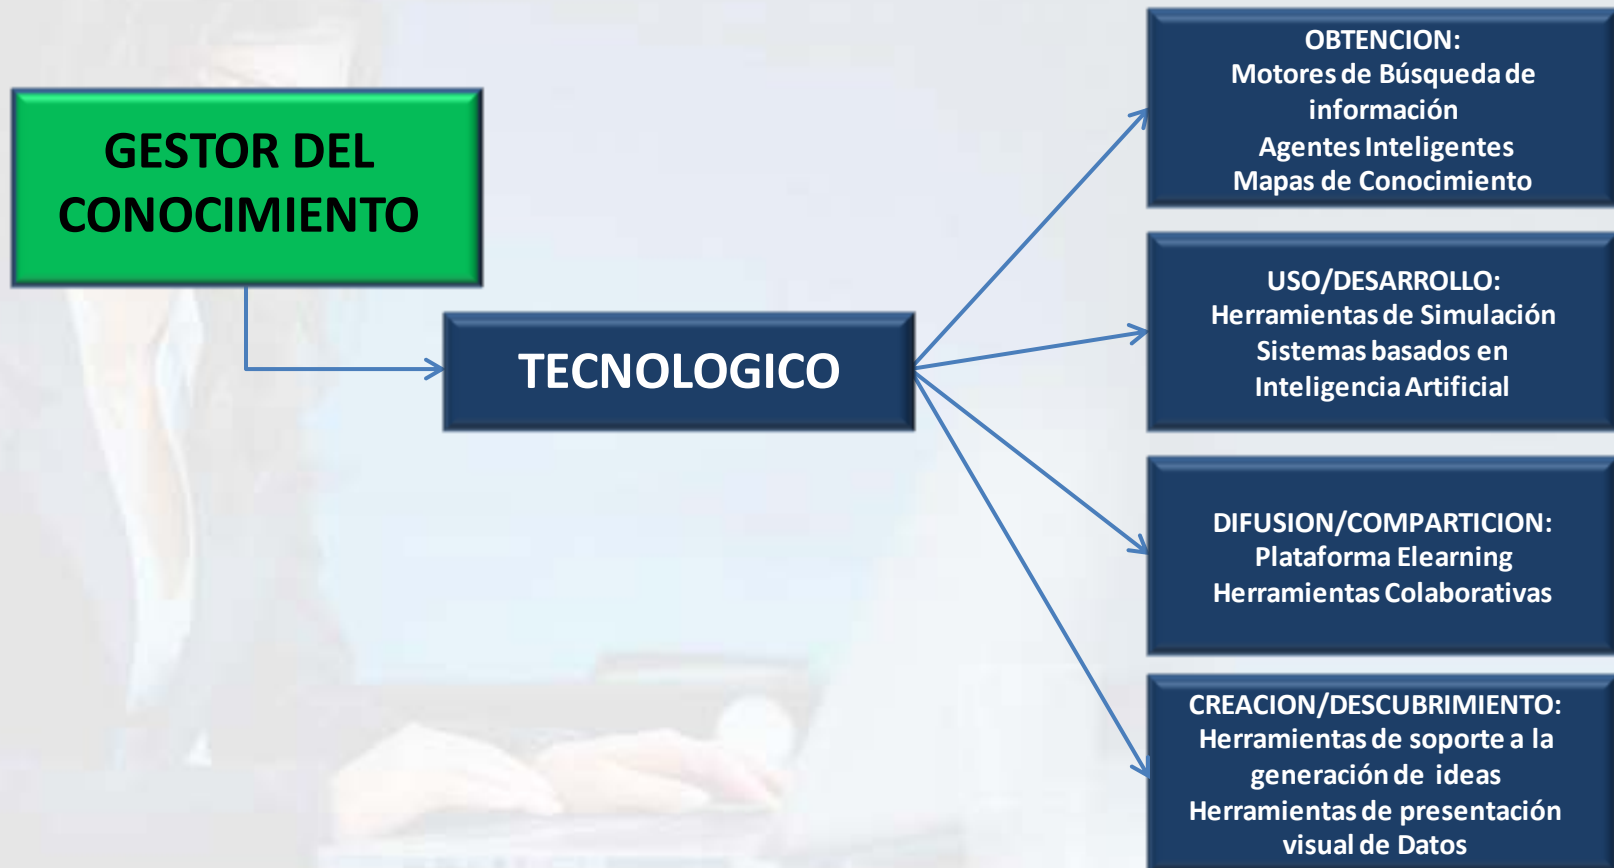 GESTOR DEL
CONOCIMIENTO
TECNOLOGICO
OBTENCION:
Motores de Búsqueda de
información
Agentes Inteligentes
Mapas de Conocimiento
USO/DESARROLLO:
Herramientas de Simulación
Sistemas basados en
Inteligencia Artificial
DIFUSION/COMPARTICION:
Plataforma Elearning
Herramientas Colaborativas
CREACION/DESCUBRIMIENTO:
Herramientas de soporte a la
generación de ideas
Herramientas de presentación
visual de Datos